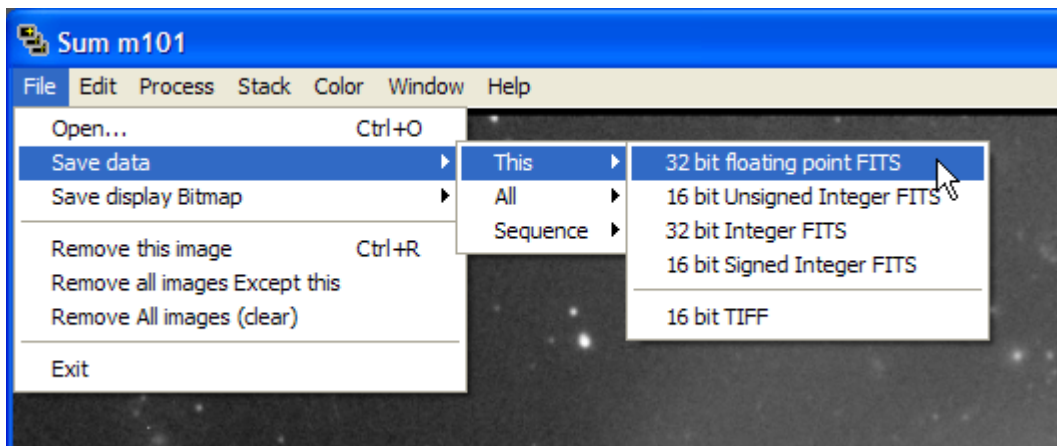 Sum m101
File Edit Process Stack Color Window Help
Open... Ctrl+O
Save data
Save display Bitmap
Remove this image Ctrl+R
Remove all images Except this
Remove All images (clear)
Exit
This
All
Sequence
32 bit floating point FITS
16 bit Unsigned Integer FITS
32 bit Integer FITS
16 bit Signed Integer FITS
16 bit TIFF